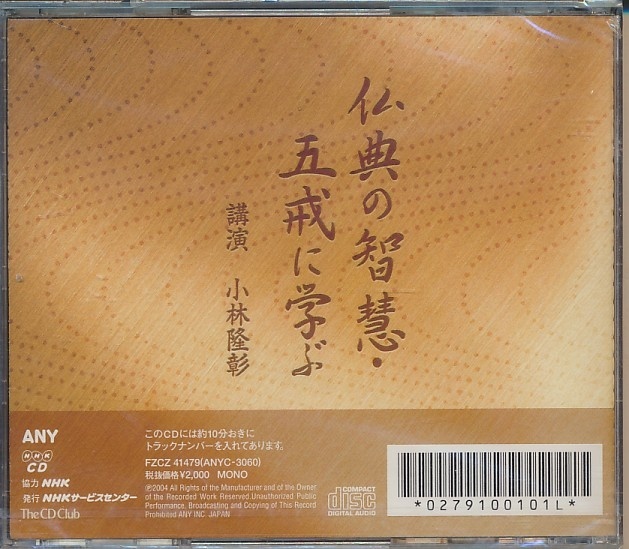 仏典の智慧・
五戒に学ぶ
講演 小林隆彰
ANY
NHK
CD
協力 NHK
発行 NHKサービスセンター
The CD Club
このCDには約10分おきに
トラックナンバーを入れてあります。
FZCZ 41479(ANYC-3060)
税抜価格¥2,000 MONO
℗2004 All Rights of the Manufacturer and of the Owner
of the Recorded Work Reserved.Unauthorized Public
Performance, Broadcasting and Copying of This Record
Prohibited ANY INC. JAPAN
COMPACT
disc
DIGITAL AUDIO
*0279100101L*